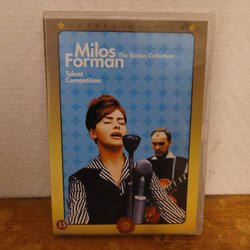 Milos
Forman
The Sixties Collection
Talent
Competition